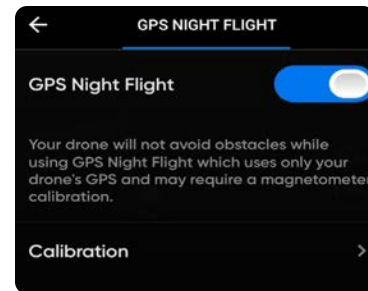 GPS NIGHT FLIGHT
GPS Night Flight
Your drone will not avoid obstacles while
using GPS Night Flight which uses only your
drone's GPS and may require a magnetometer
calibration.
Calibration